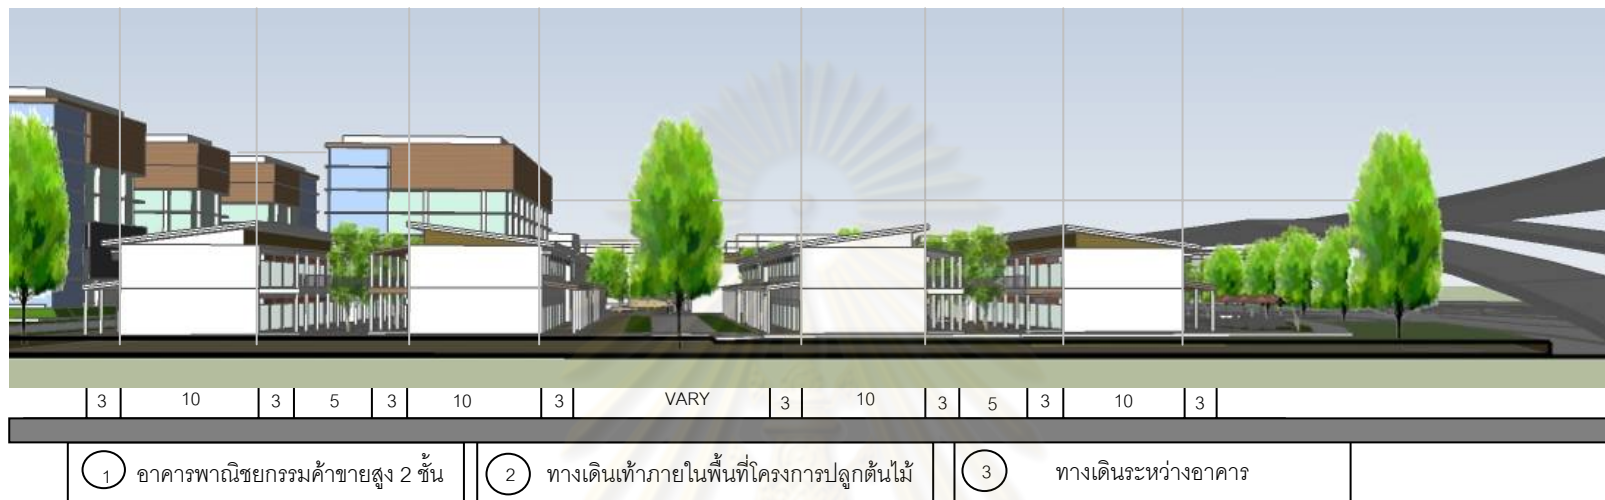 3 10 3 5 3 10 3 VARY 3 10 3 5 3 10 3
1 อาคารพาณิชยกรรมค้าขายสูง 2 ชั้น 2 ทางเดินเท้าภายในพื้นที่โครงการปลูกต้นไม้ 3 ทางเดินระหว่างอาคาร